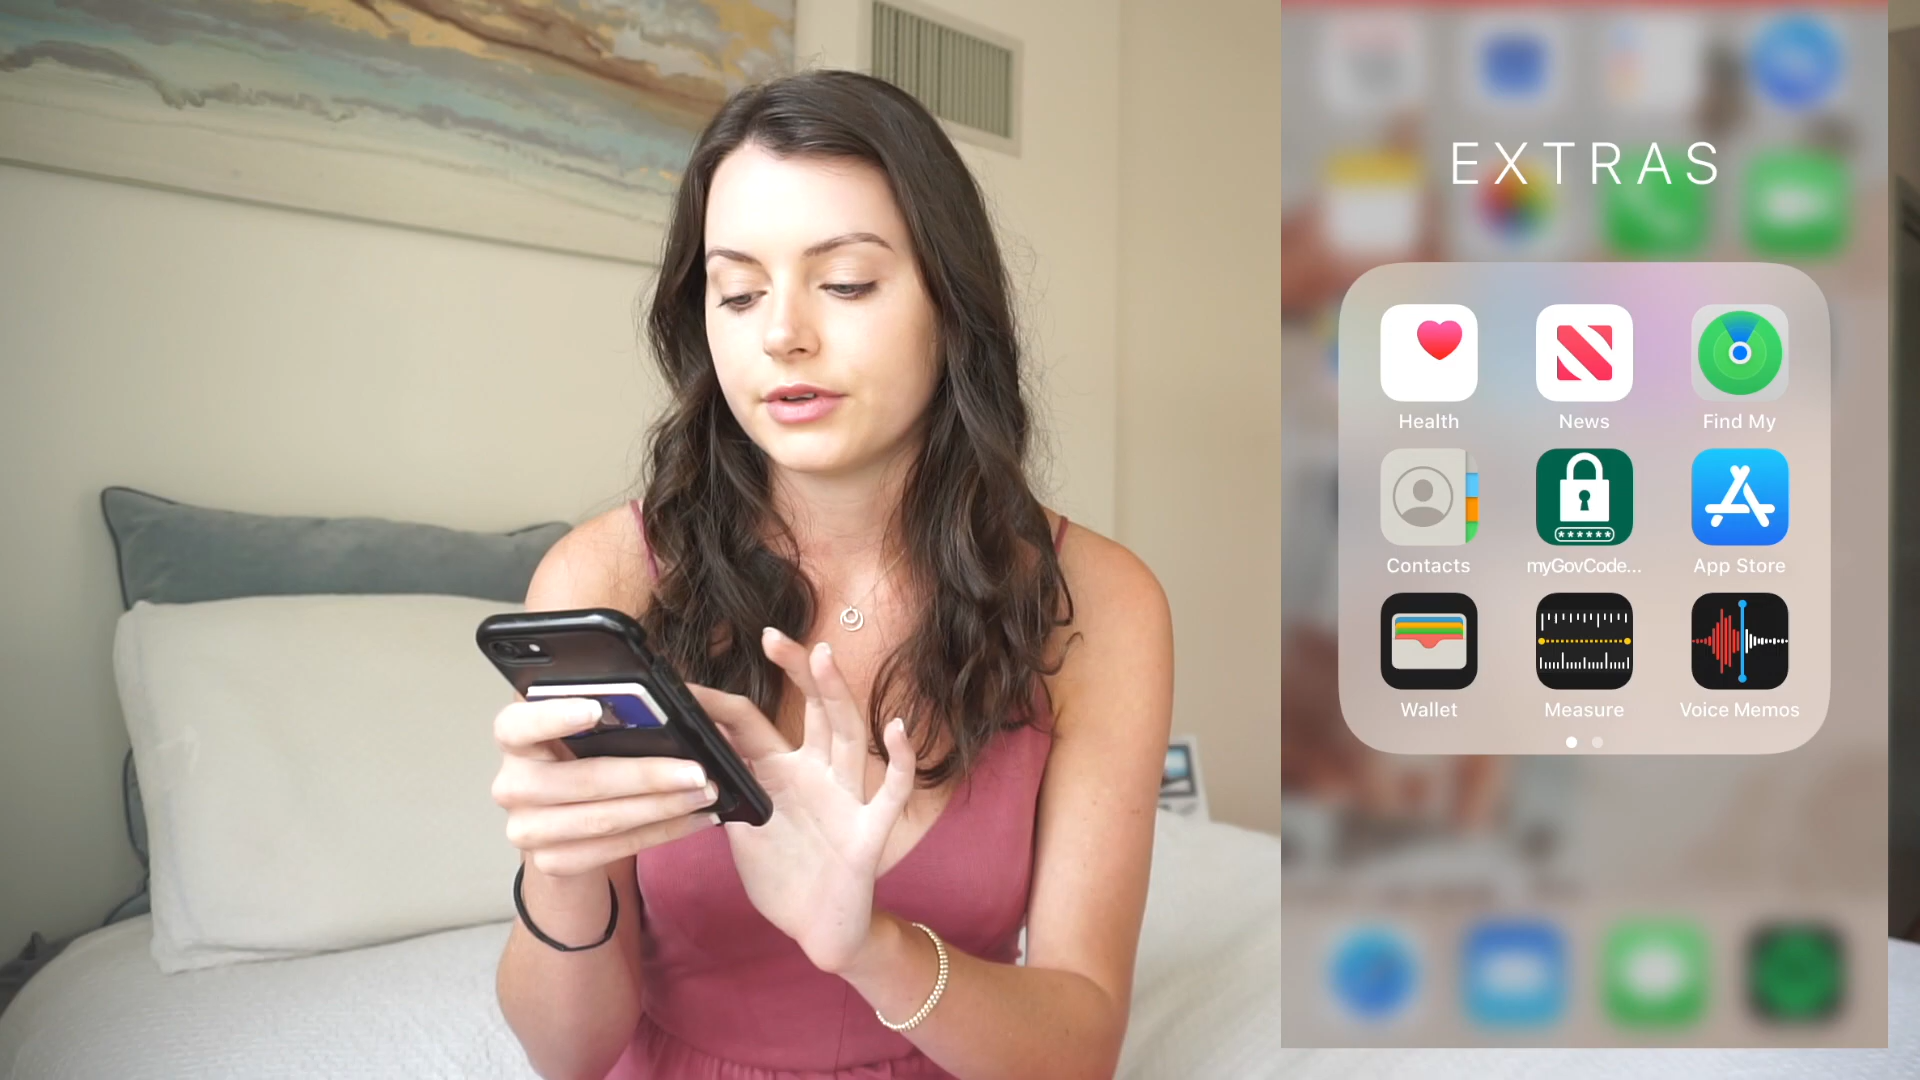 EXTRAS
Health
News
Find My
Contacts
myGovCode...
App Store
Wallet
Measure
Voice Memos